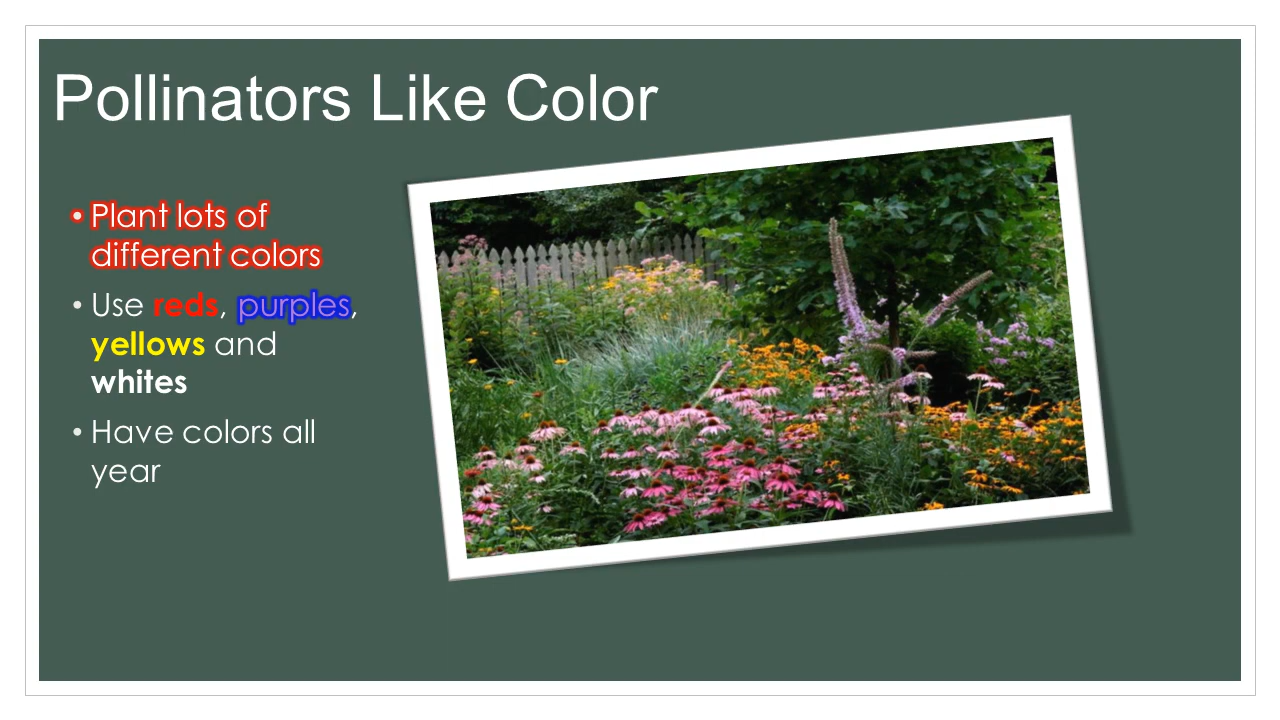 Pollinators Like Color
• Plant lots of
different colors
• Use reds, purples,
yellows and
whites
• Have colors all
year